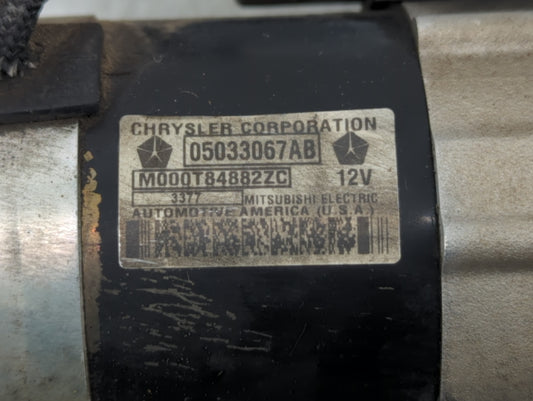 CHRYSLER CORPORATION
05033067AB
M000T84882ZC 12V
3377 MITSUBISHI ELECTRIC
AUTOMOTIVE AMERICA (U.S.A.)